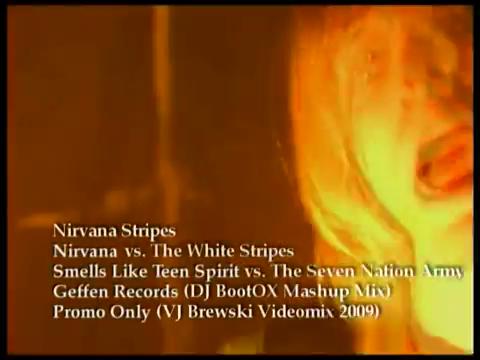 Nirvana Stripes
Nirvana vs. The White Stripes
Smells Like Teen Spirit vs. The Seven Nation Army
Geffen Records (DJ BootOX Mashup Mix)
Promo Only (VJ Brewski Videomix 2009)